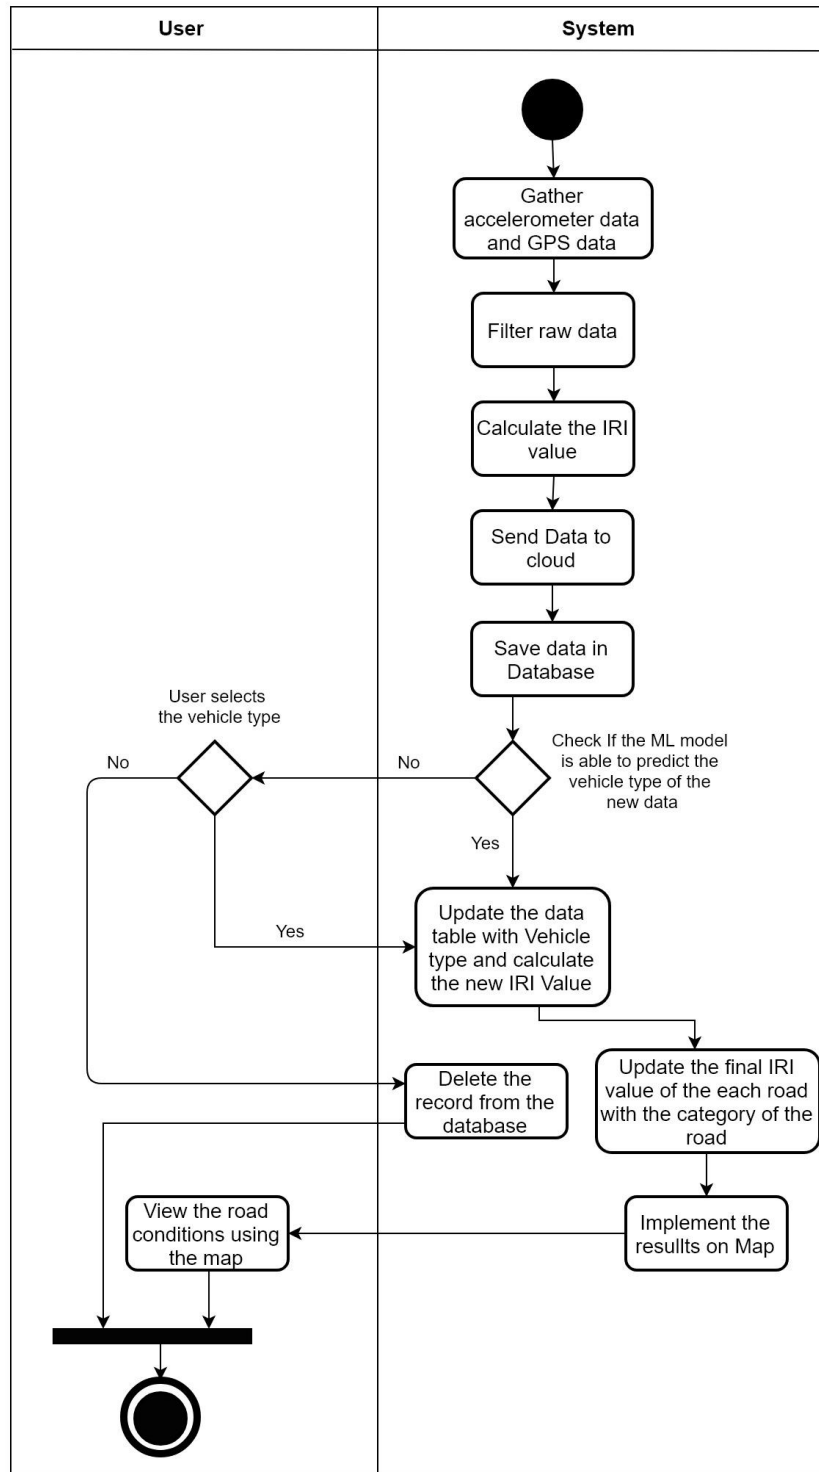 User
System
Gather
accelerometer data
and GPS data
Filter raw data
Calculate the IRI
value
Send Data to
cloud
Save data in
Database
User selects
the vehicle type
Check If the ML model
is able to predict the
vehicle type of the
new data
No
No
Yes
Update the data
table with Vehicle
type and calculate
the new IRI Value
Yes
Delete the
record from the
database
Update the final IRI
value of the each road
with the category of the
road
View the road
conditions using
the map
Implement the
resullts on Map